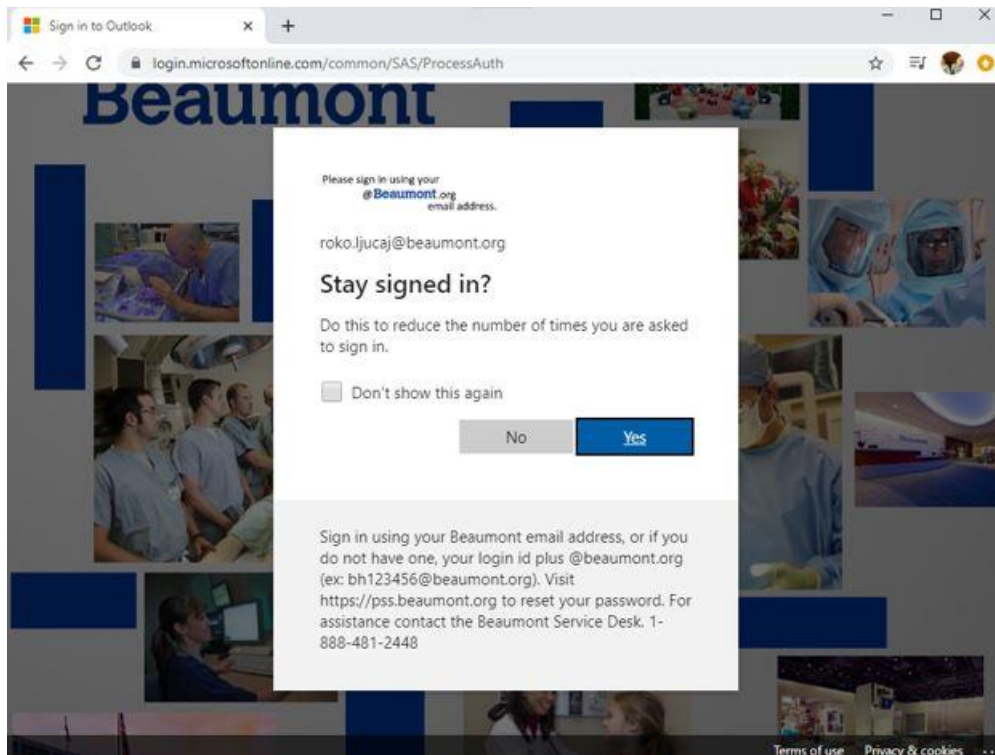 Sign in to Outlook
login.microsoftonline.com/common/SAS/ProcessAuth
Beaumont
Please sign in using your
@Beaumont.org
email address.
roko.ljucaj@beaumont.org
Stay signed in?
Do this to reduce the number of times you are asked
to sign in.
Don't show this again
No
Yes
Sign in using your Beaumont email address, or if you
do not have one, your login id plus @beaumont.org
(ex: bh123456@beaumont.org). Visit
https://pss.beaumont.org to reset your password. For
assistance contact the Beaumont Service Desk. 1-
888-481-2448
Terms of use Privacy & cookies